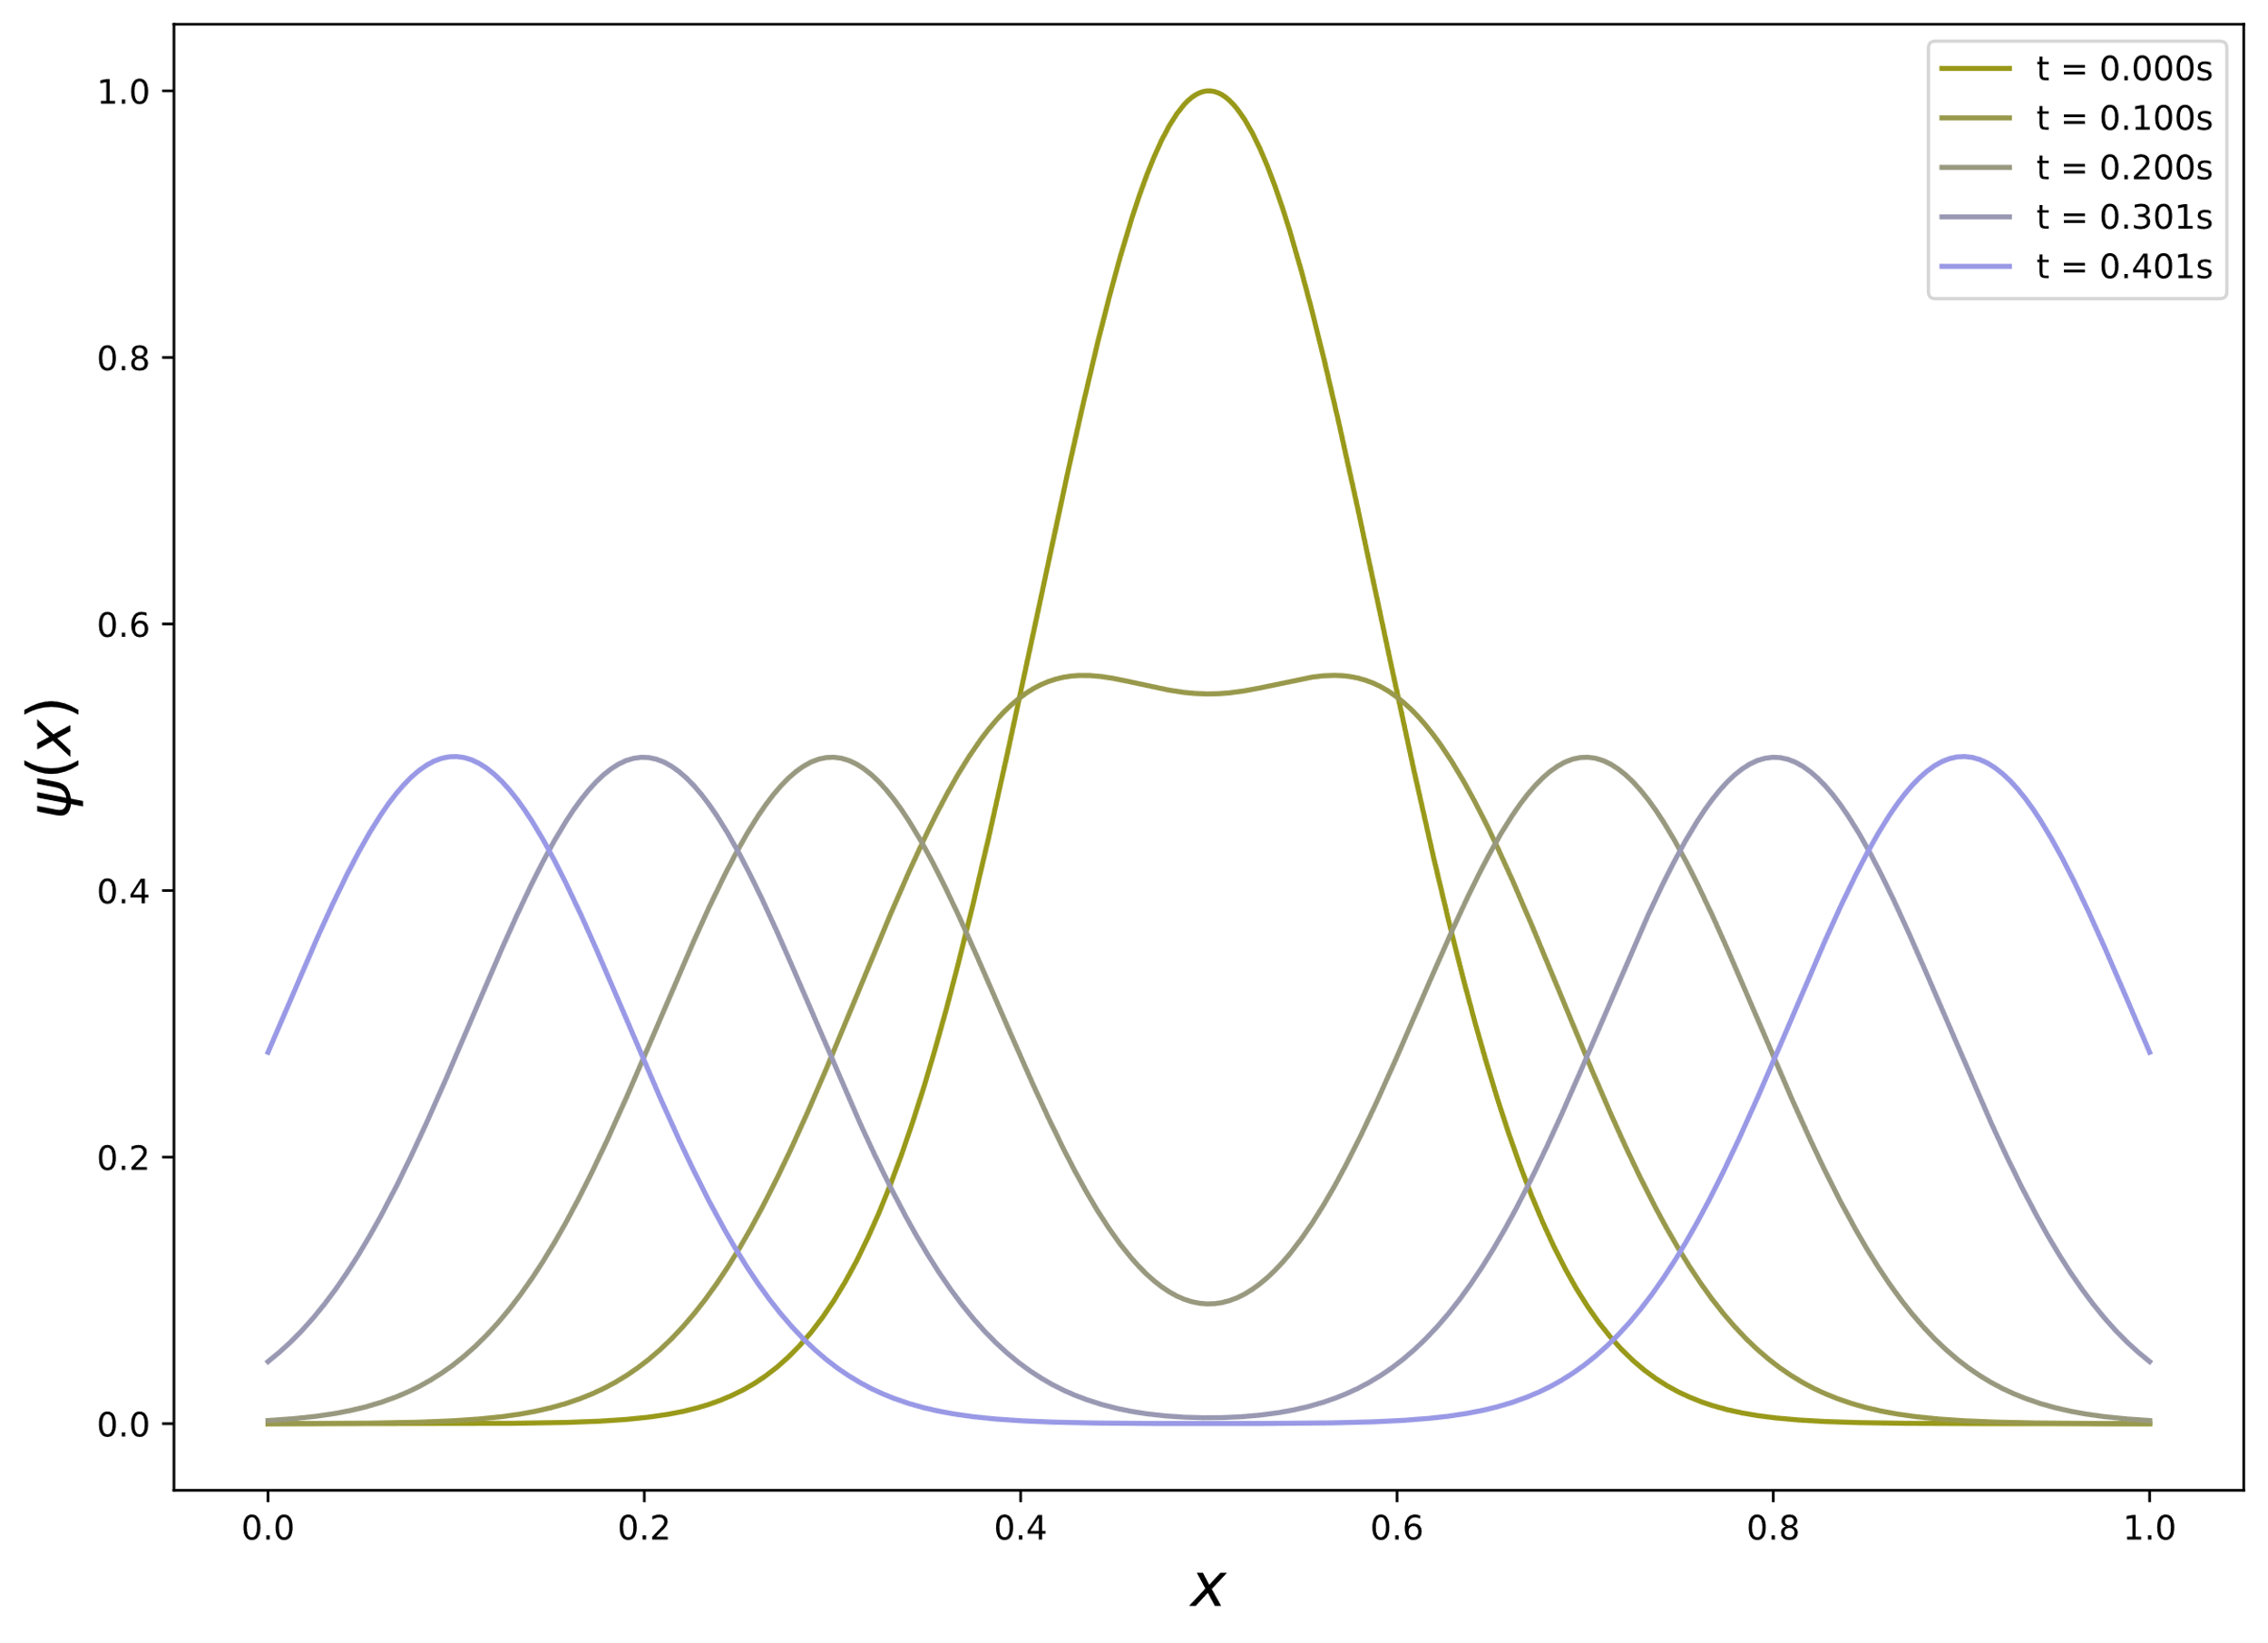 t = 0.000s
t = 0.100s
t = 0.200s
t = 0.301s
t = 0.401s
1.0
0.8
0.6
0.4
0.2
0.0
ψ(x)
0.0 0.2 0.4 0.6 0.8 1.0
x